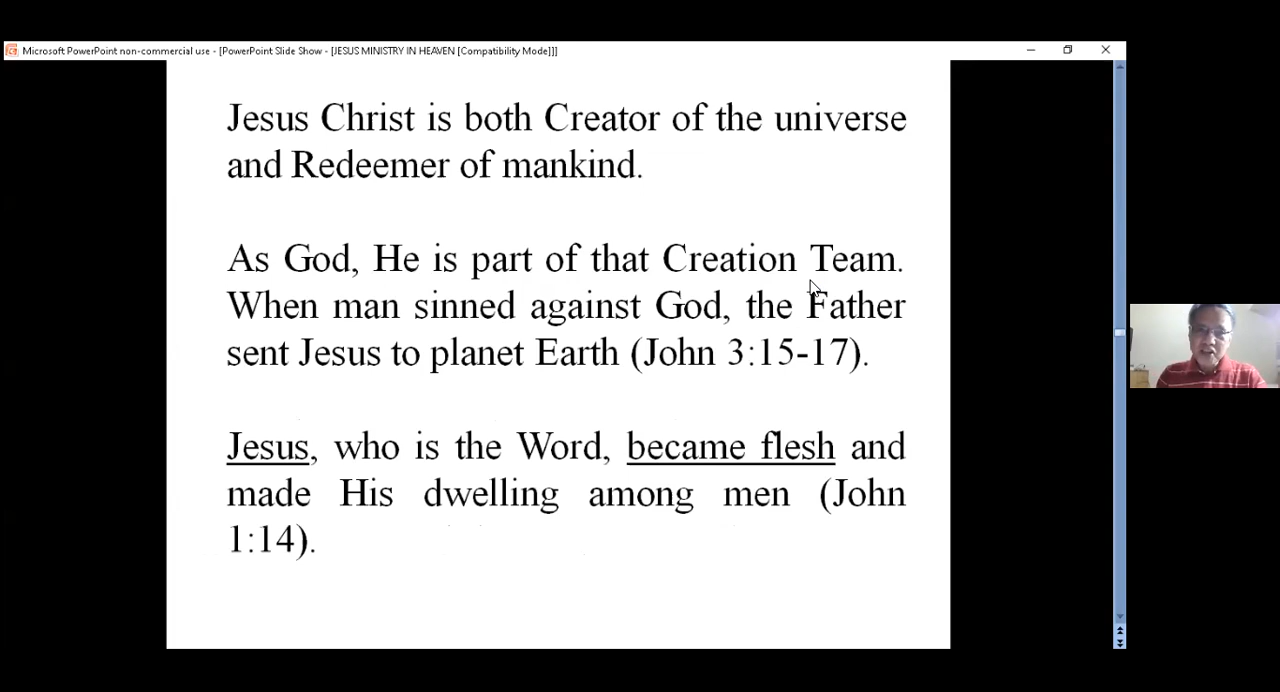 Microsoft PowerPoint non-commercial use - [PowerPoint Slide Show - [JESUS MINISTRY IN HEAVEN [Compatibility Mode]]]
Jesus Christ is both Creator of the universe
and Redeemer of mankind.
As God, He is part of that Creation Team.
When man sinned against God, the Father
sent Jesus to planet Earth (John 3:15-17).
Jesus, who is the Word, became flesh and
made His dwelling among men (John
1:14).